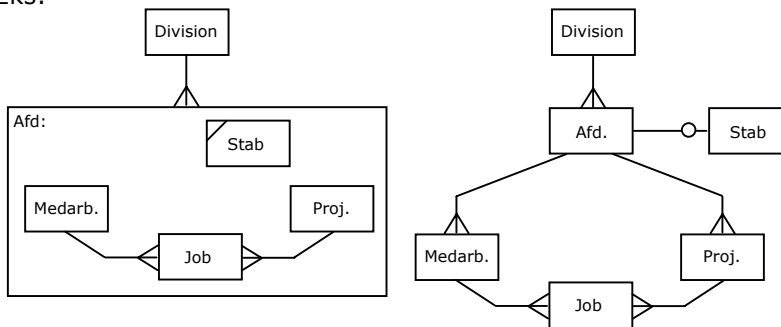 Division
Afd:
Stab
Medarb.
Proj.
Job
Division
Afd.
Stab
Medarb.
Proj.
Job